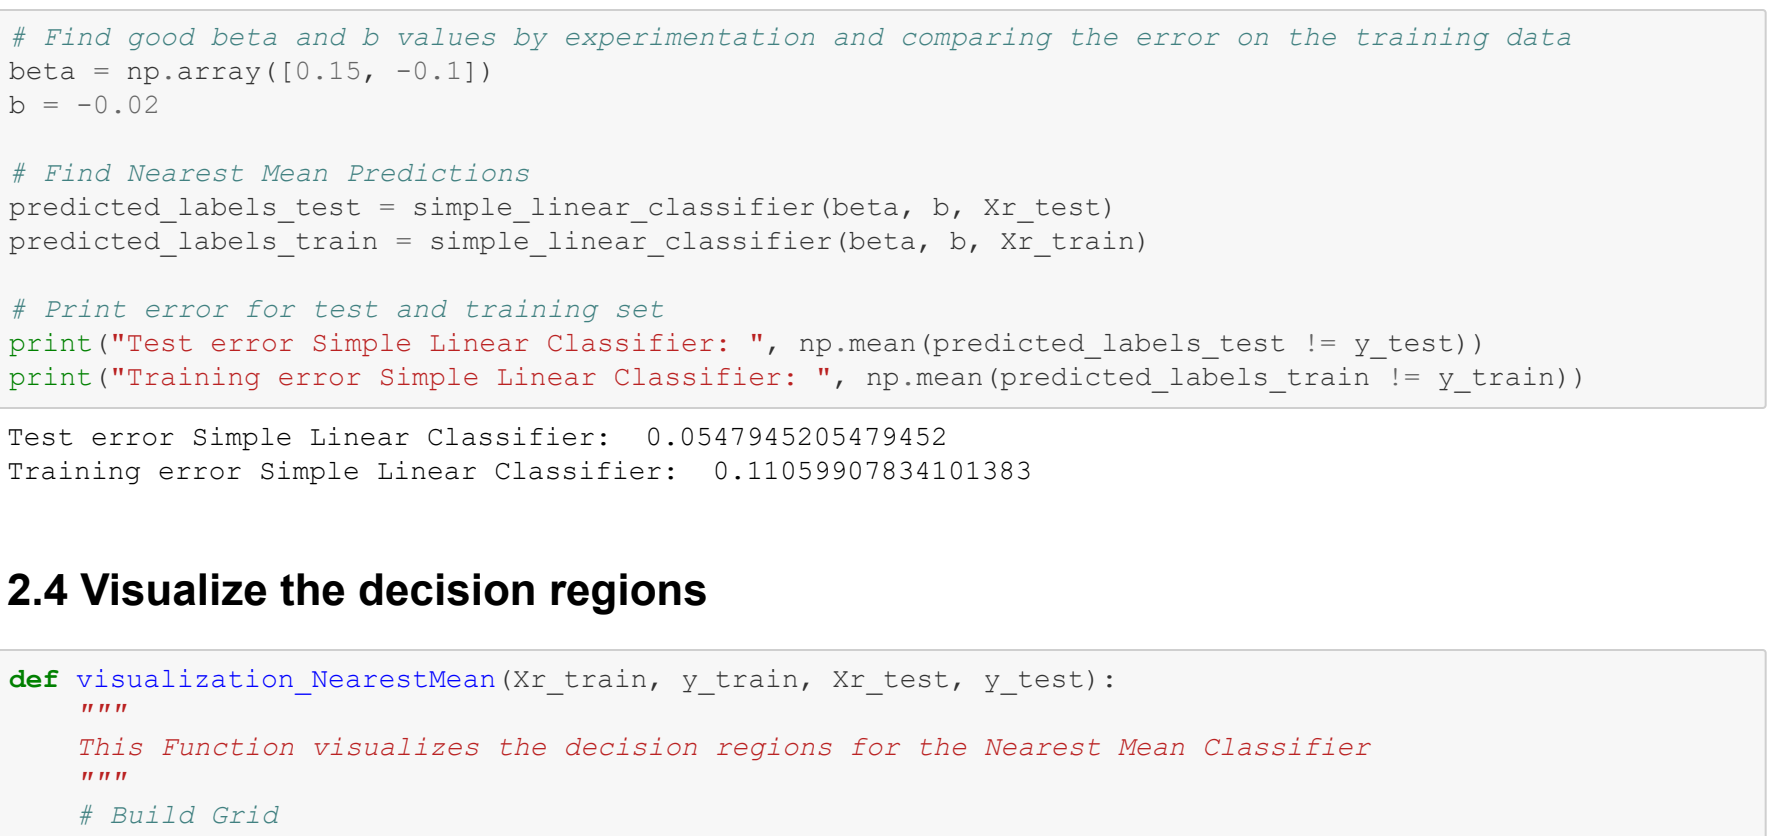 # Find good beta and b values by experimentation and comparing the error on the training data
beta = np.array([0.15, -0.1])
b = -0.02
# Find Nearest Mean Predictions
predicted_labels_test = simple_linear_classifier(beta, b, Xr_test)
predicted_labels_train = simple_linear_classifier(beta, b, Xr_train)
# Print error for test and training set
print("Test error Simple Linear Classifier: ", np.mean(predicted_labels_test != y_test))
print("Training error Simple Linear Classifier: ", np.mean(predicted_labels_train != y_train))
Test error Simple Linear Classifier:  0.0547945205479452
Training error Simple Linear Classifier:  0.11059907834101383
2.4 Visualize the decision regions
def visualization_NearestMean(Xr_train, y_train, Xr_test, y_test):
    """
    This Function visualizes the decision regions for the Nearest Mean Classifier
    """
    # Build Grid